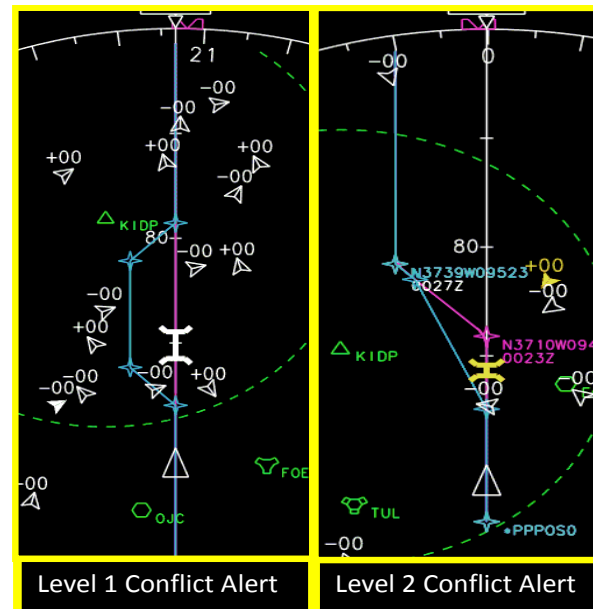 21
-00
-00
+00
+00
+00
-00
KIDP
80
-00
+00
-00
+00
-00
-00
-00
+00
FOE
-00
OJC
Level 1 Conflict Alert
0
-00
80
N3739W09523
0027Z
+00
-00
N3710W094
0023Z
KIDP
-00
-00
TUL
*PPPOS0
-00
Level 2 Conflict Alert